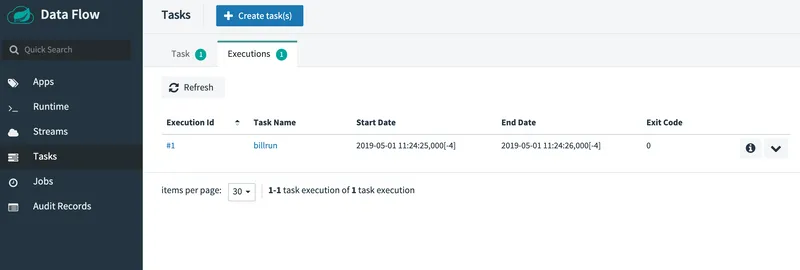 Data Flow
Quick Search
Apps
Runtime
Streams
Tasks
Jobs
Audit Records
Tasks
Create task(s)
Task 1
Executions 1
Refresh
Execution Id Task Name Start Date End Date Exit Code
#1 billrun 2019-05-01 11:24:25,000[-4] 2019-05-01 11:24:26,000[-4] 0
items per page: 30 1-1 task execution of 1 task execution